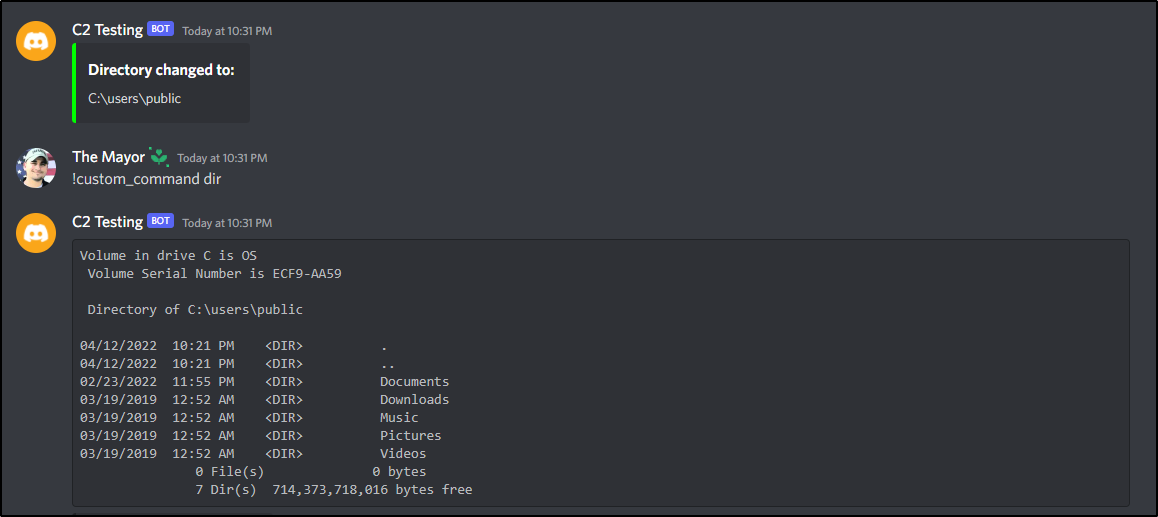 C2 Testing BOT Today at 10:31 PM
Directory changed to:
C:\users\public
The Mayor Today at 10:31 PM
!custom_command dir
C2 Testing BOT Today at 10:31 PM
Volume in drive C is OS
 Volume Serial Number is ECF9-AA59
 Directory of C:\users\public
04/12/2022  10:21 PM    <DIR>          .
04/12/2022  10:21 PM    <DIR>          ..
02/23/2022  11:55 PM    <DIR>          Documents
03/19/2019  12:52 AM    <DIR>          Downloads
03/19/2019  12:52 AM    <DIR>          Music
03/19/2019  12:52 AM    <DIR>          Pictures
03/19/2019  12:52 AM    <DIR>          Videos
               0 File(s)              0 bytes
               7 Dir(s)  714,373,718,016 bytes free